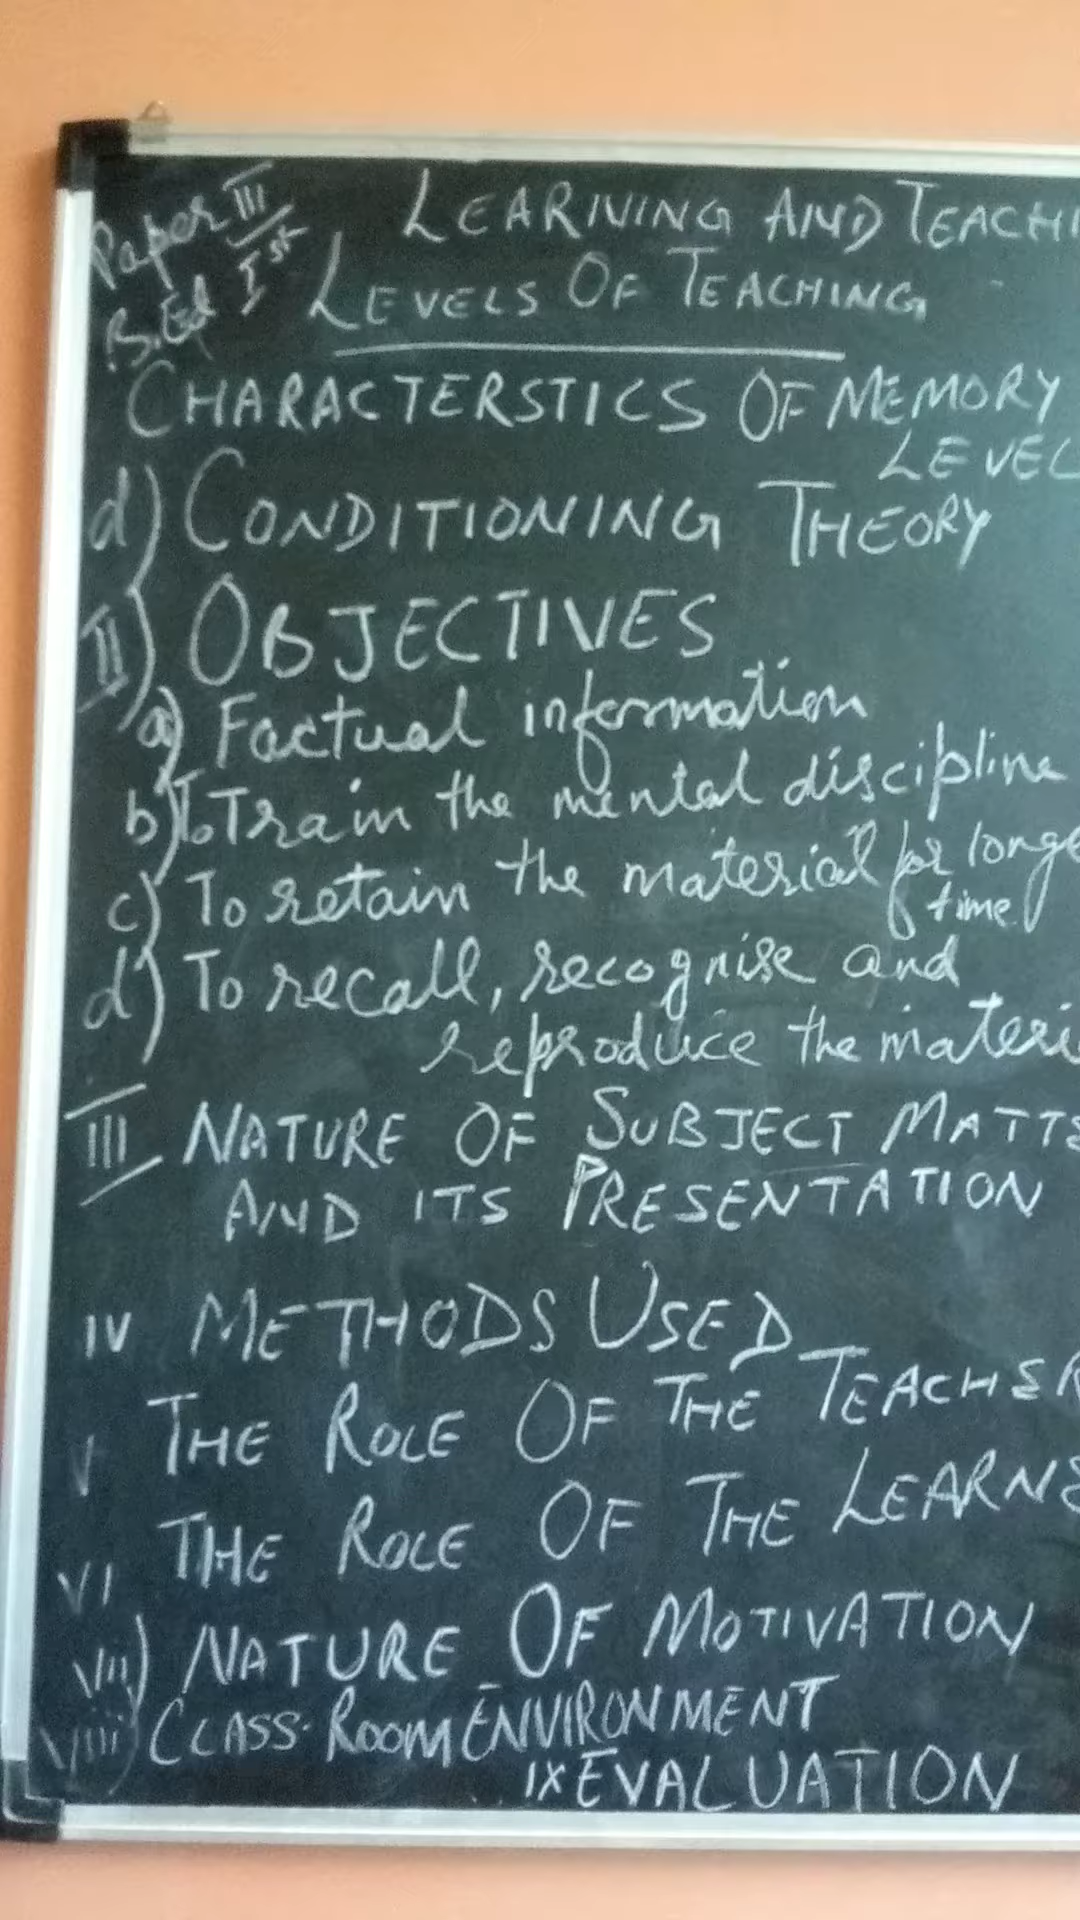 Paper III
B.Ed Ist
LEARNING AND TEACHI
LEVELS OF TEACHING
CHARACTERSTICS OF MEMORY
LEVEL
d) CONDITIONING THEORY
II) OBJECTIVES
a) Factual information
b) To Train the mental discipline
c) To retain the material for longe
time
d) To recall, recognise and
reproduce the materi
III NATURE OF SUBJECT MATTE
AND ITS PRESENTATION
IV METHODS USED
V THE ROLE OF THE TEACHER
VI THE ROLE OF THE LEARNE
VII) NATURE OF MOTIVATION
VIII) CLASS-ROOM ENVIRONMENT
IX EVALUATION